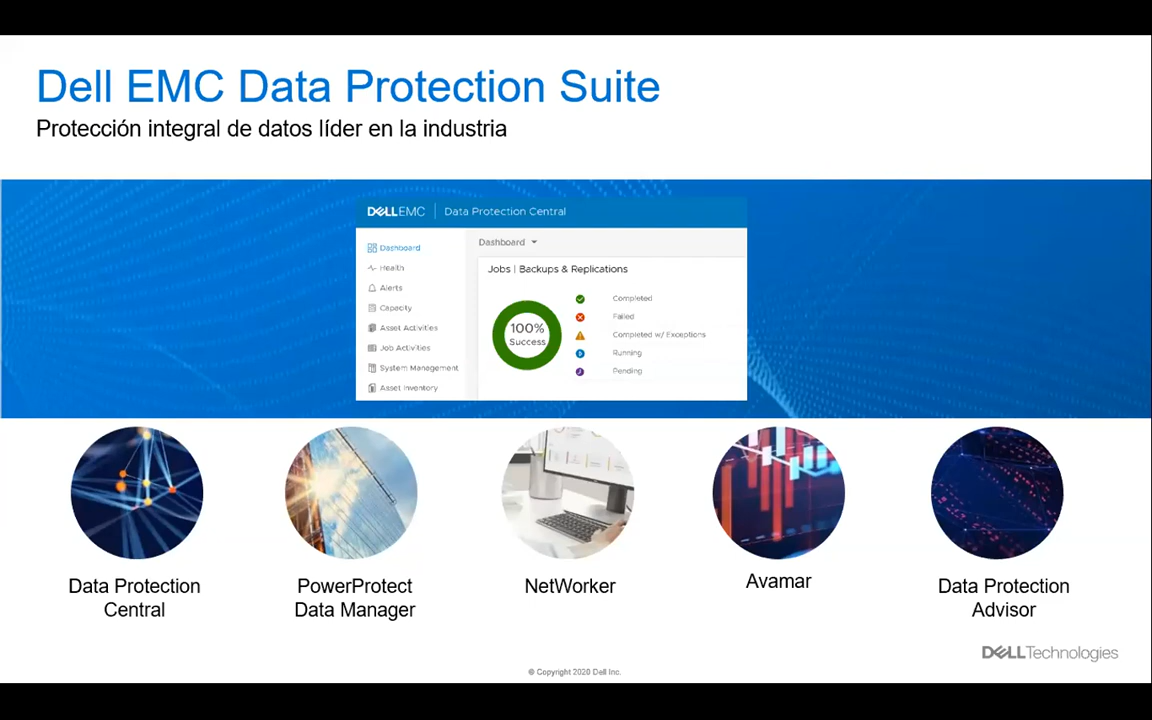 Dell EMC Data Protection Suite
Protección integral de datos líder en la industria
DELLEMC | Data Protection Central
Dashboard
Health
Alerts
Capacity
Asset Activities
Job Activities
System Management
Asset Inventory
Dashboard
Jobs | Backups & Replications
100%
Success
Completed
Failed
Completed w/ Exceptions
Running
Pending
Data Protection
Central
PowerProtect
Data Manager
NetWorker
Avamar
Data Protection
Advisor
DELLTechnologies
© Copyright 2020 Dell Inc.